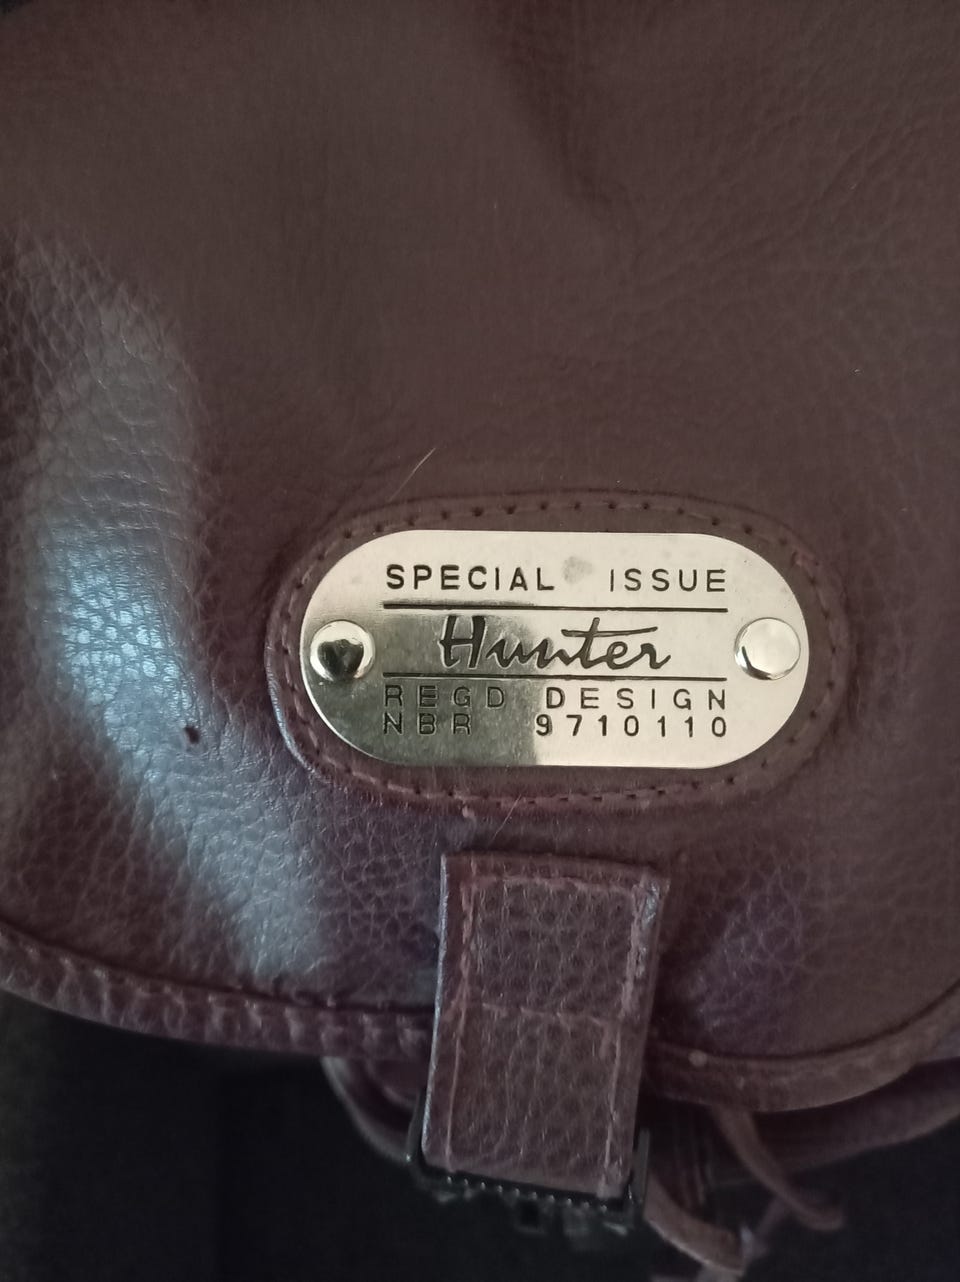 SPECIAL ISSUE
Hunter
REGD DESIGN
NBR 9710110